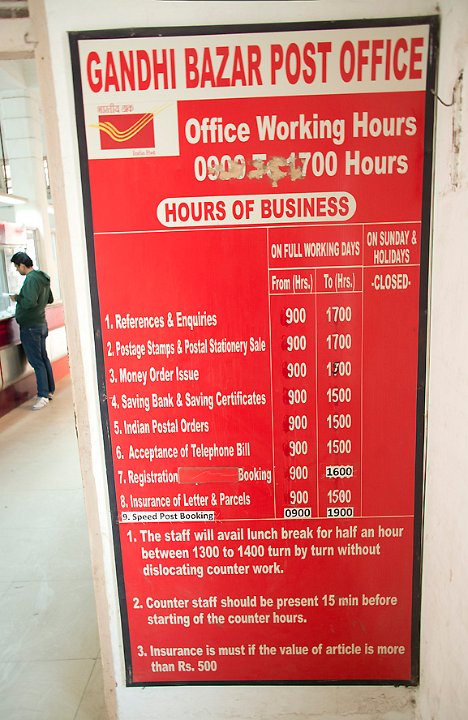 GANDHI BAZAR POST OFFICE
भारतीय डाक
India Post
Office Working Hours
0900 To 1700 Hours
HOURS OF BUSINESS
ON FULL WORKING DAYS
ON SUNDAY & HOLIDAYS
From (Hrs.) To (Hrs.) -CLOSED-
1. References & Enquiries 900 1700
2. Postage Stamps & Postal Stationery Sale 900 1700
3. Money Order Issue 900 1700
4. Saving Bank & Saving Certificates 900 1500
5. Indian Postal Orders 900 1500
6. Acceptance of Telephone Bill 900 1500
7. Registration Booking 900 1600
8. Insurance of Letter & Parcels 900 1500
9. Speed Post Booking 0900 1900
1. The staff will avail lunch break for half an hour
between 1300 to 1400 turn by turn without
dislocating counter work.
2. Counter staff should be present 15 min before
starting of the counter hours.
3. Insurance is must if the value of article is more
than Rs. 500